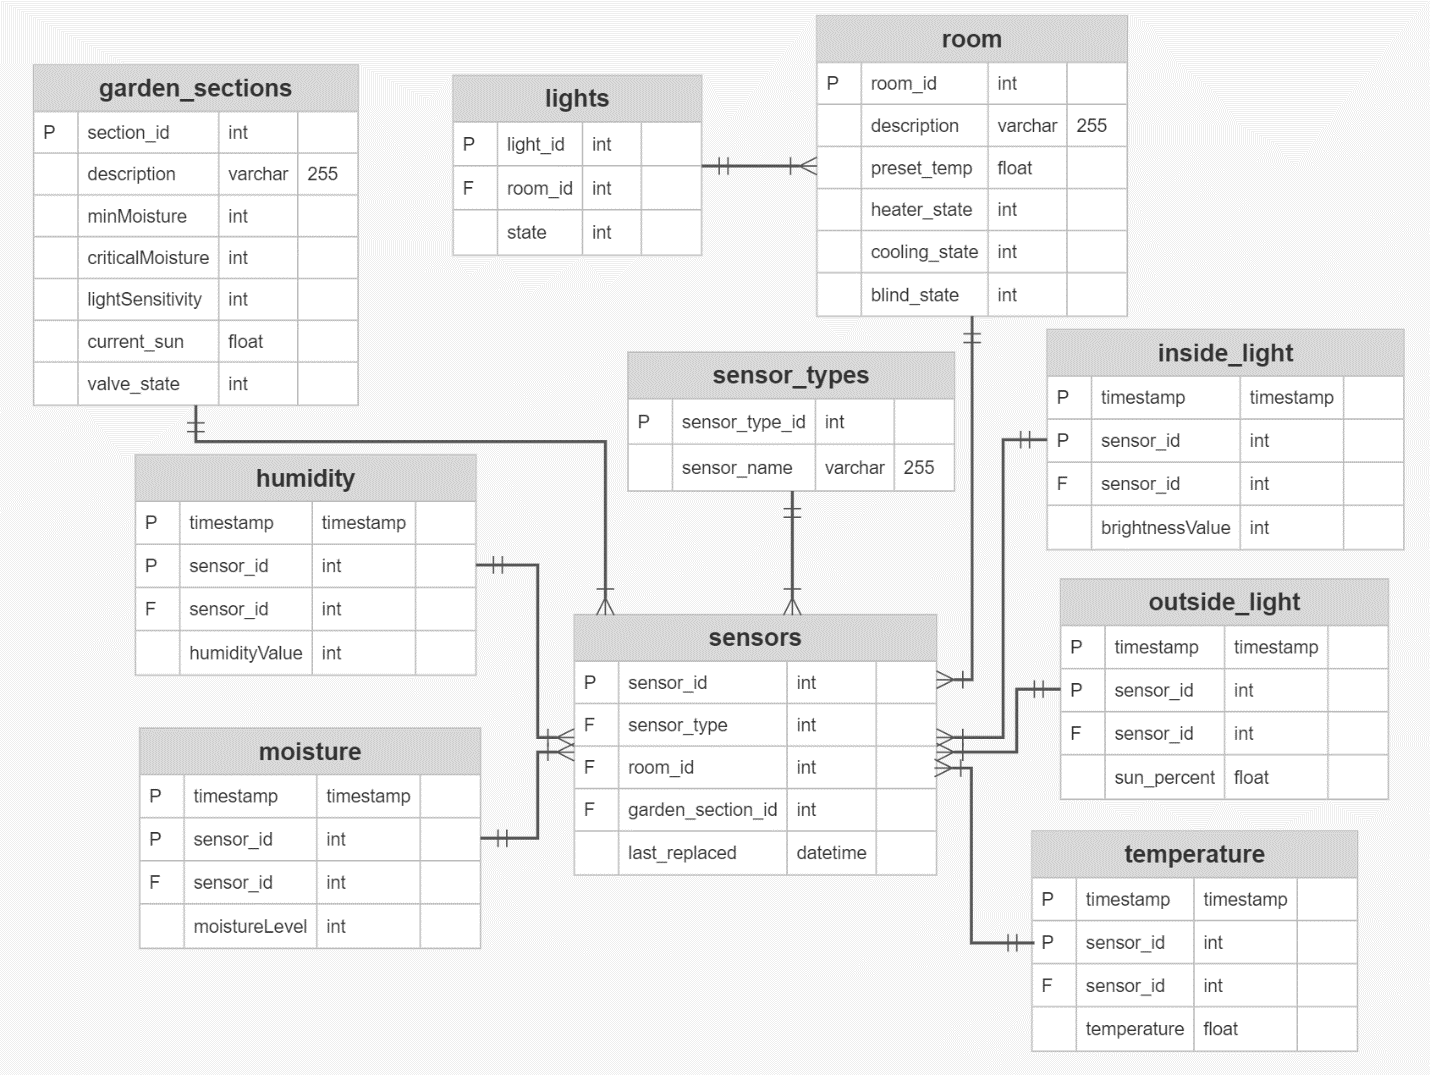 garden_sections
P section_id int
description varchar 255
minMoisture int
criticalMoisture int
lightSensitivity int
current_sun float
valve_state int
lights
P light_id int
F room_id int
state int
room
P room_id int
description varchar 255
preset_temp float
heater_state int
cooling_state int
blind_state int
sensor_types
P sensor_type_id int
sensor_name varchar 255
inside_light
P timestamp timestamp
P sensor_id int
F sensor_id int
brightnessValue int
humidity
P timestamp timestamp
P sensor_id int
F sensor_id int
humidityValue int
sensors
P sensor_id int
F sensor_type int
F room_id int
F garden_section_id int
last_replaced datetime
outside_light
P timestamp timestamp
P sensor_id int
F sensor_id int
sun_percent float
moisture
P timestamp timestamp
P sensor_id int
F sensor_id int
moistureLevel int
temperature
P timestamp timestamp
P sensor_id int
F sensor_id int
temperature float